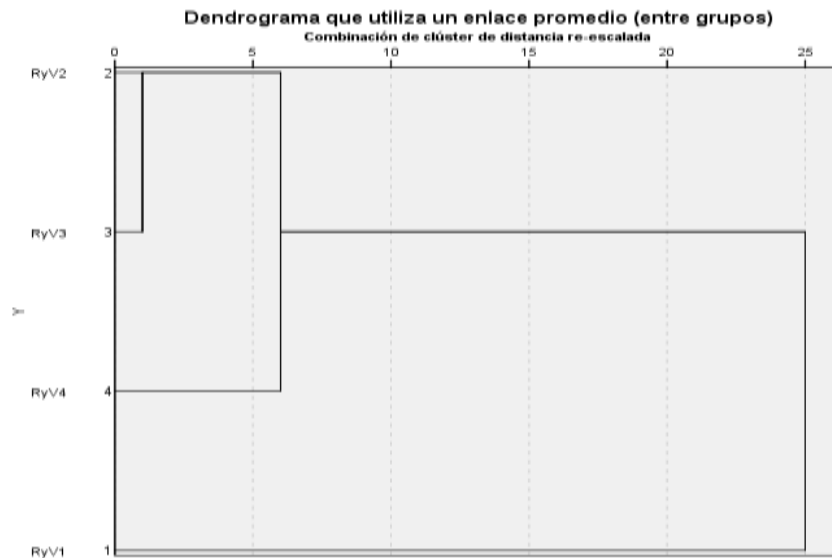 Dendrograma que utiliza un enlace promedio (entre grupos)
Combinación de clúster de distancia re-escalada
0 5 10 15 20 25
RyV2 2
RyV3 3
Y
RyV4 4
RyV1 1